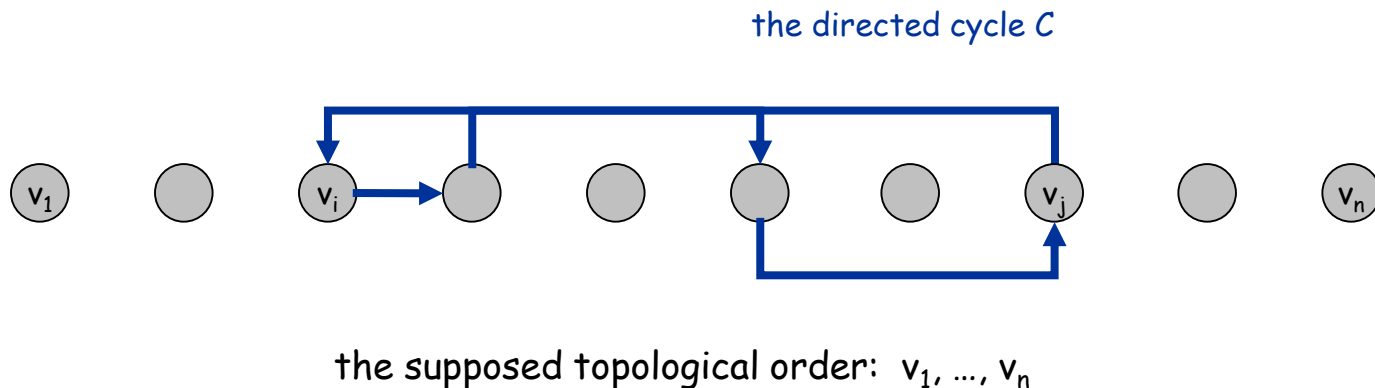 the directed cycle C
v₁ vᵢ vⱼ vₙ
the supposed topological order: v₁, …, vₙ